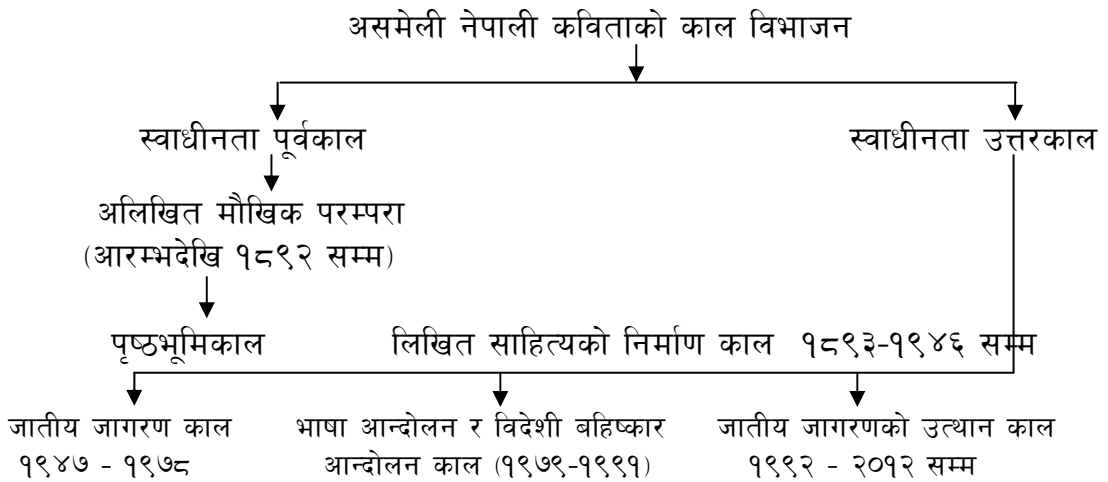 असमेली नेपाली कविताको काल विभाजन
स्वाधीनता पूर्वकाल स्वाधीनता उत्तरकाल
अलिखित मौखिक परम्परा
(आरम्भदेखि १८९२ सम्म)
पृष्ठभूमिकाल लिखित साहित्यको निर्माण काल १८९३-१९४६ सम्म
जातीय जागरण काल भाषा आन्दोलन र विदेशी बहिष्कार जातीय जागरणको उत्थान काल
१९४७ - १९७८ आन्दोलन काल (१९७९-१९९१) १९९२ - २०१२ सम्म